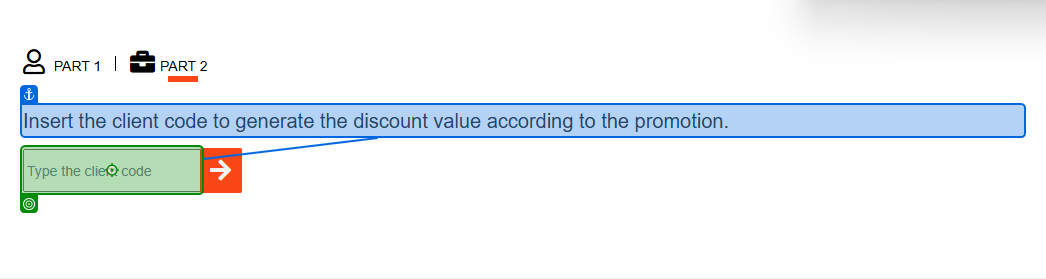 PART 1 | PART 2
Insert the client code to generate the discount value according to the promotion.
Type the client code